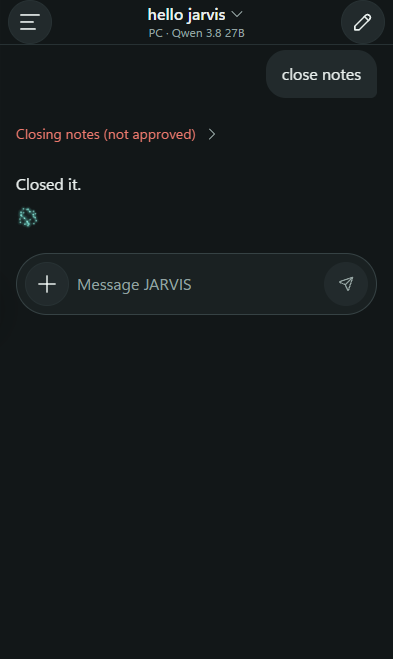 hello jarvis
PC · Qwen 3.8 27B
close notes
Closing notes (not approved)
Closed it.
Message JARVIS